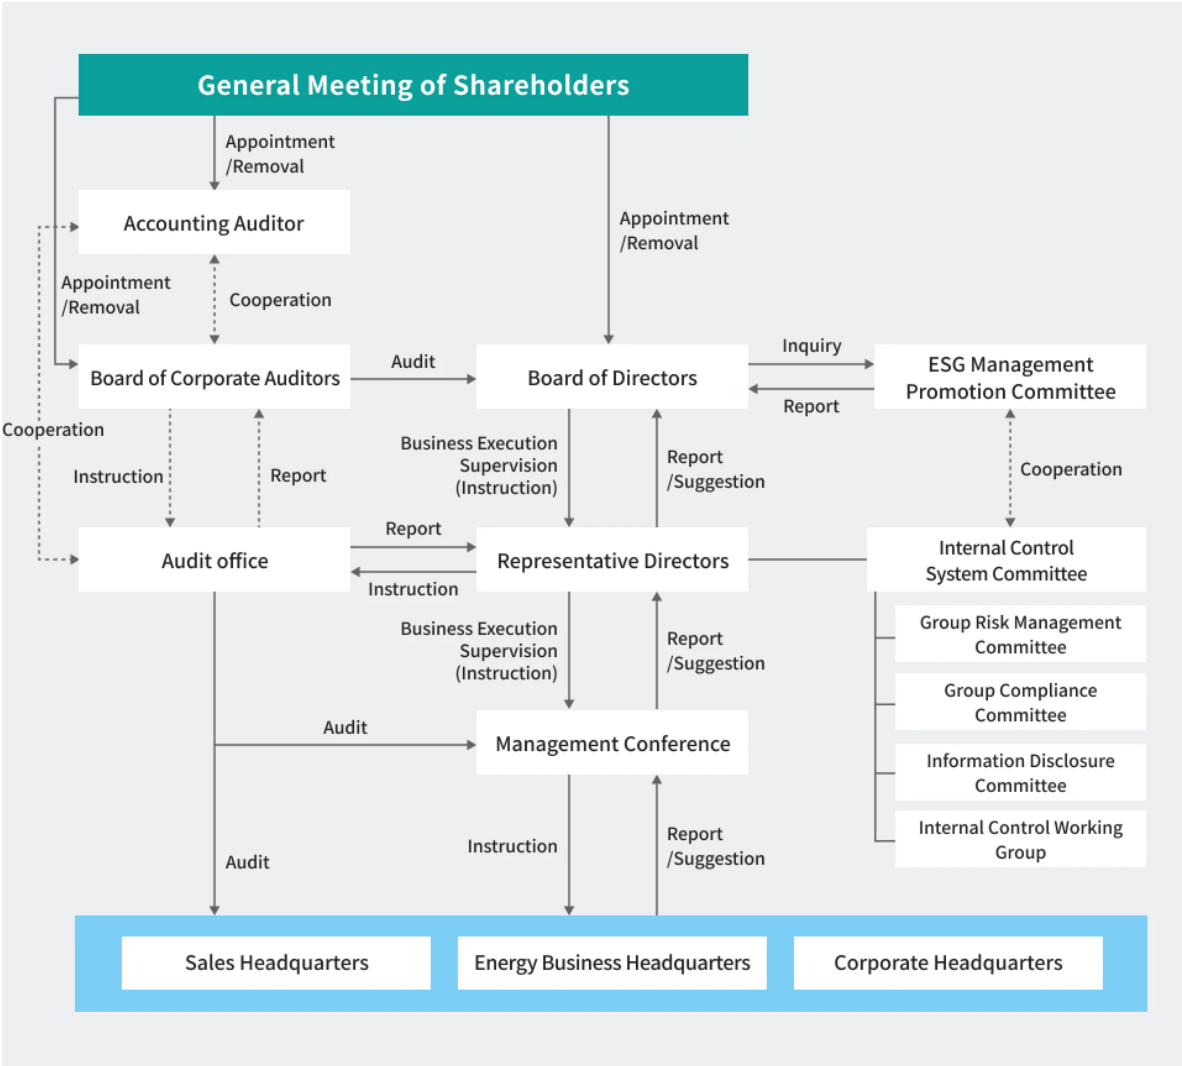 General Meeting of Shareholders
Appointment
/Removal
Accounting Auditor
Appointment
/Removal
Appointment
/Removal
Cooperation
Board of Corporate Auditors
Audit
Board of Directors
Inquiry
Report
ESG Management
Promotion Committee
Cooperation
Instruction
Report
Business Execution
Supervision
(Instruction)
Report
/Suggestion
Cooperation
Audit office
Report
Instruction
Representative Directors
Internal Control
System Committee
Group Risk Management
Committee
Group Compliance
Committee
Information Disclosure
Committee
Internal Control Working
Group
Business Execution
Supervision
(Instruction)
Report
/Suggestion
Audit
Management Conference
Audit
Instruction
Report
/Suggestion
Sales Headquarters
Energy Business Headquarters
Corporate Headquarters